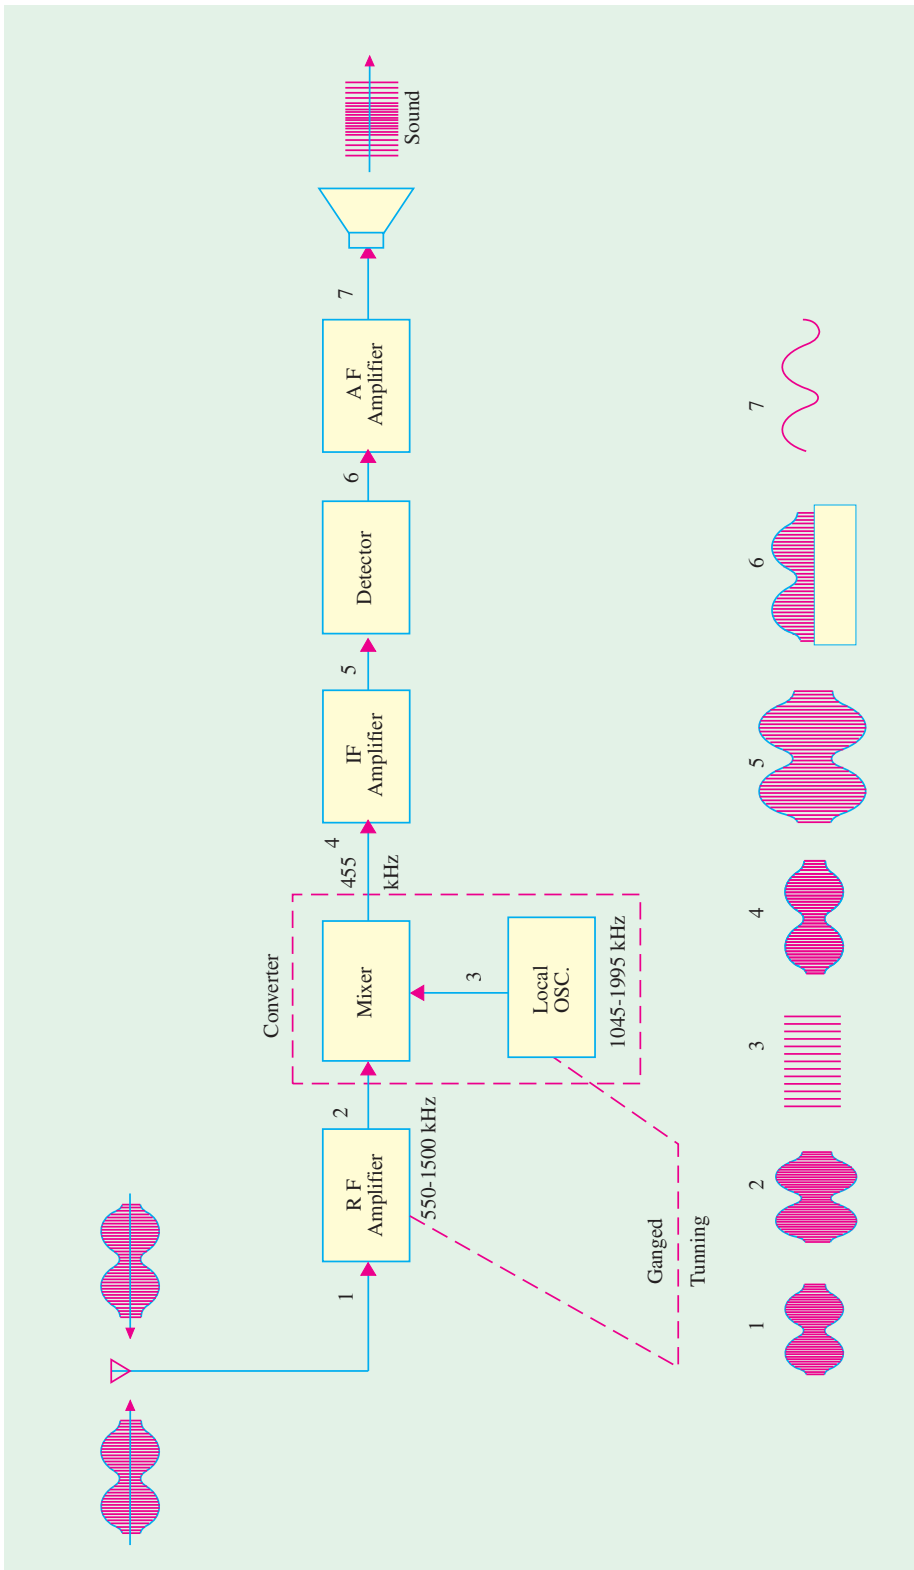 1
R F
Amplifier
550-1500 kHz
2
Converter
Mixer
3
Local
OSC.
1045-1995 kHz
Ganged
Tunning
4
455
kHz
IF
Amplifier
5
Detector
6
A F
Amplifier
7
Sound
1
2
3
4
5
6
7